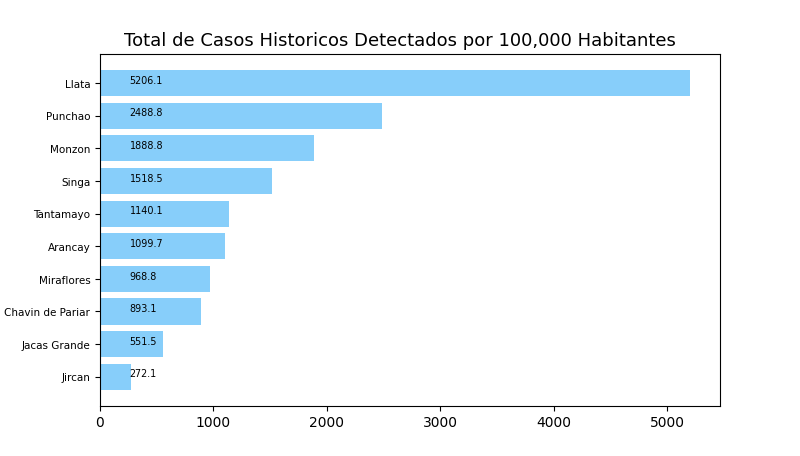 Total de Casos Historicos Detectados por 100,000 Habitantes
Llata 5206.1
Punchao 2488.8
Monzon 1888.8
Singa 1518.5
Tantamayo 1140.1
Arancay 1099.7
Miraflores 968.8
Chavin de Pariar 893.1
Jacas Grande 551.5
Jircan 272.1
0 1000 2000 3000 4000 5000